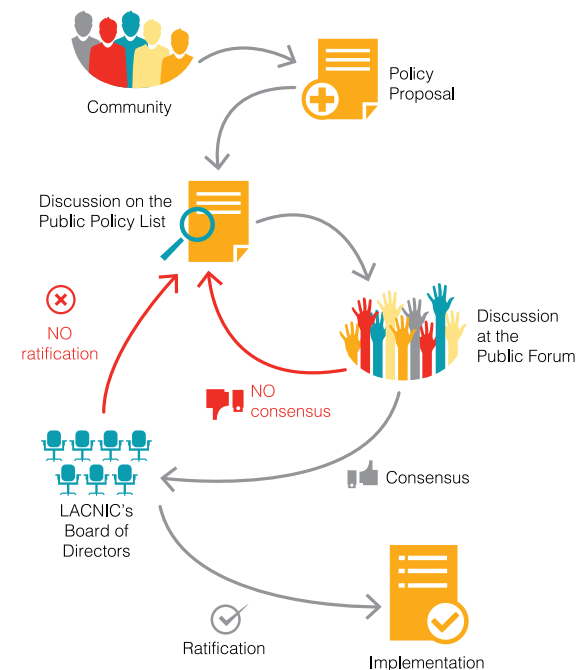 Community
Policy
Proposal
Discussion on the
Public Policy List
Discussion
at the
Public Forum
NO
ratification
NO
consensus
Consensus
LACNIC's
Board of
Directors
Ratification
Implementation